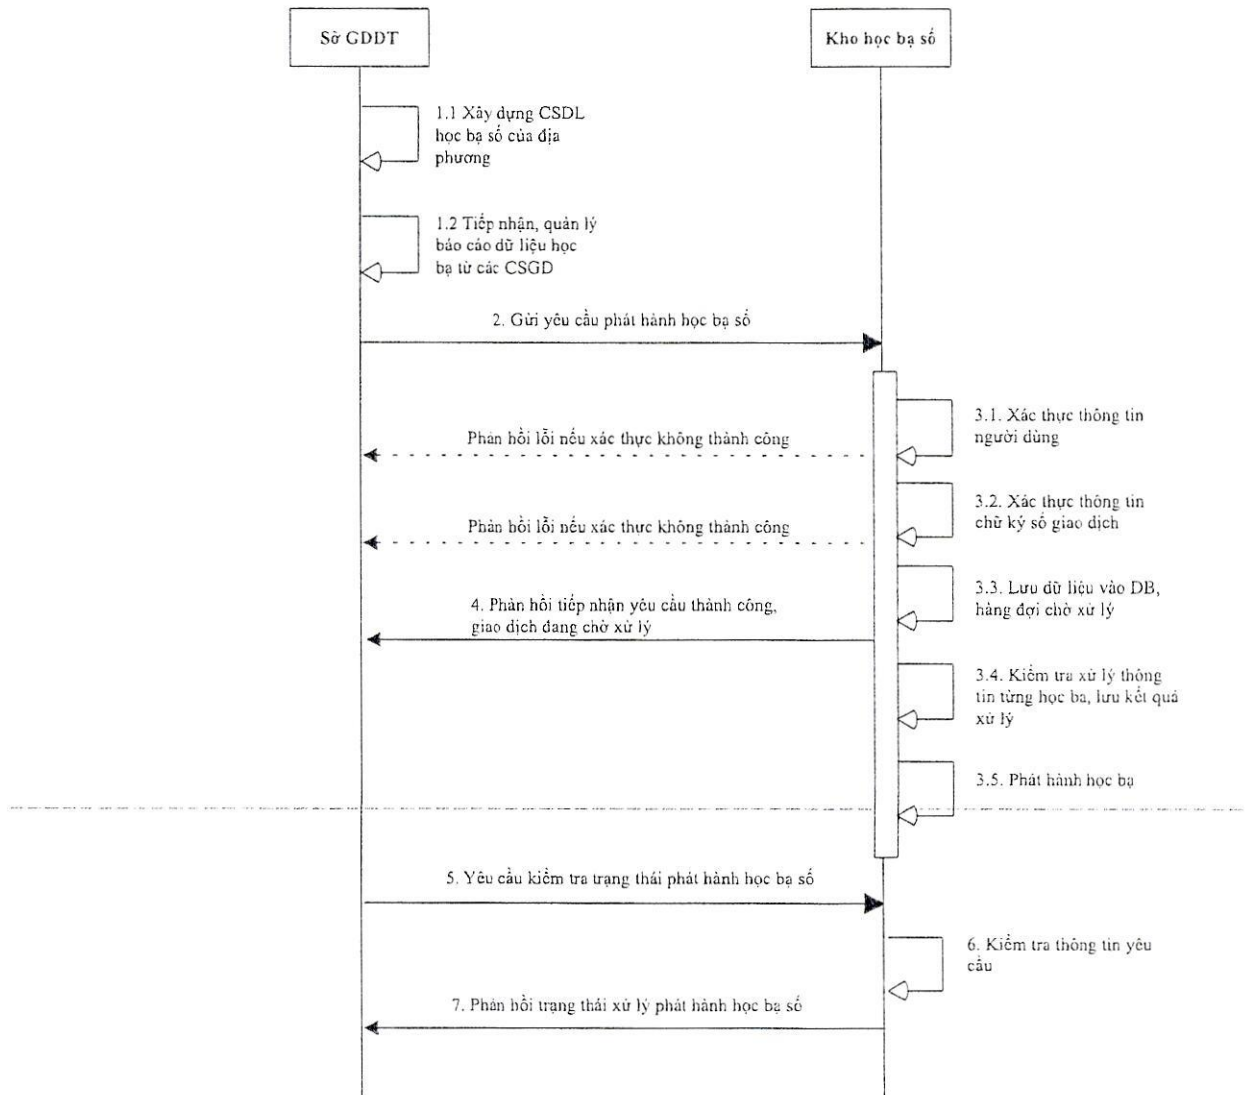 Sở GDDT
Kho học bạ số
1.1 Xây dựng CSDL
học bạ số của địa
phương
1.2 Tiếp nhận, quản lý
báo cáo dữ liệu học
bạ từ các CSGD
2. Gửi yêu cầu phát hành học bạ số
3.1. Xác thực thông tin
người dùng
Phản hồi lỗi nếu xác thực không thành công
3.2. Xác thực thông tin
chữ ký số giao dịch
Phản hồi lỗi nếu xác thực không thành công
3.3. Lưu dữ liệu vào DB,
hàng đợi chờ xử lý
4. Phản hồi tiếp nhận yêu cầu thành công,
giao dịch đang chờ xử lý
3.4. Kiểm tra xử lý thông
tin từng học bạ, lưu kết quả
xử lý
3.5. Phát hành học bạ
5. Yêu cầu kiểm tra trạng thái phát hành học bạ số
6. Kiểm tra thông tin yêu
cầu
7. Phản hồi trạng thái xử lý phát hành học bạ số